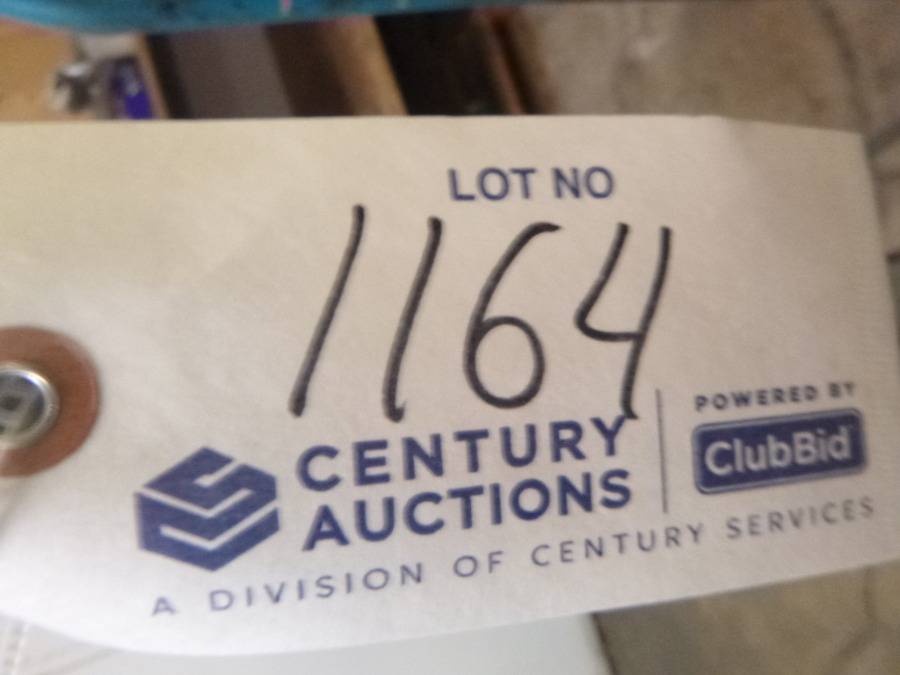 LOT NO
1164
CENTURY
AUCTIONS
POWERED BY
ClubBid
A DIVISION OF CENTURY SERVICES